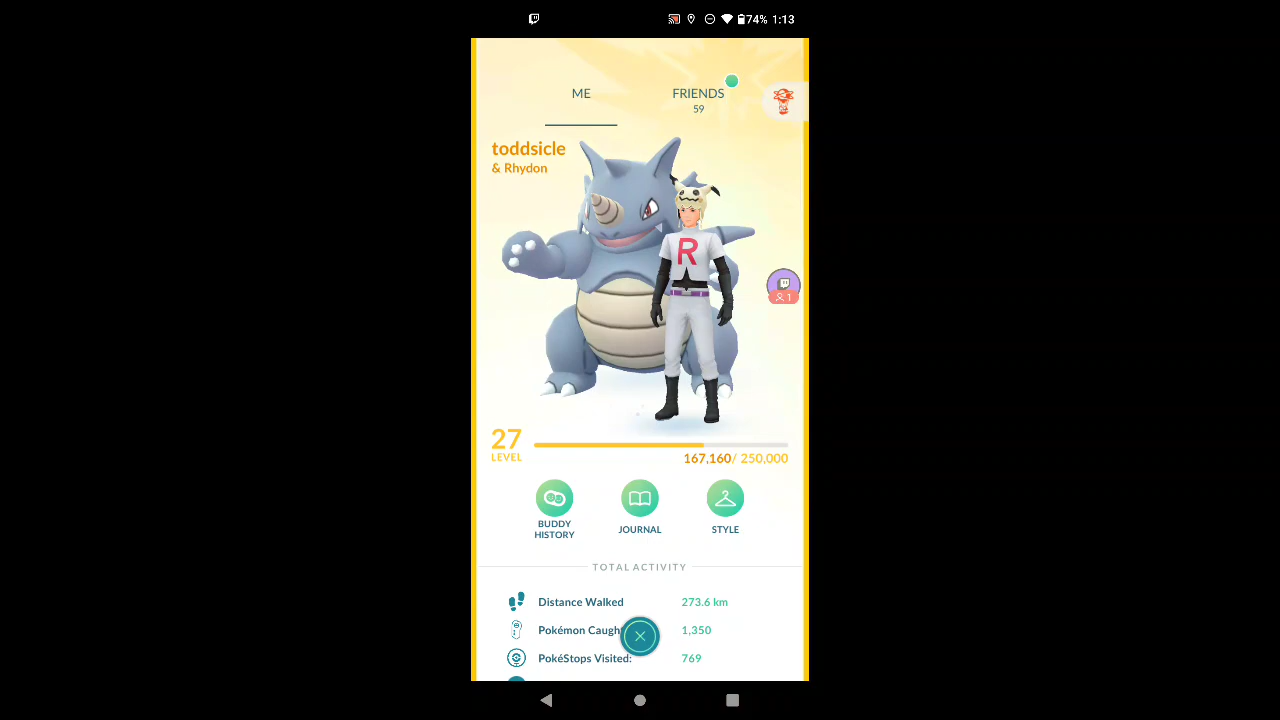 74% 1:13
ME
FRIENDS
59
toddsicle
& Rhydon
R
1
27
LEVEL
167,160/ 250,000
BUDDY
HISTORY
JOURNAL
STYLE
TOTAL ACTIVITY
Distance Walked
273.6 km
Pokémon Caugh
1,350
PokéStops Visited:
769